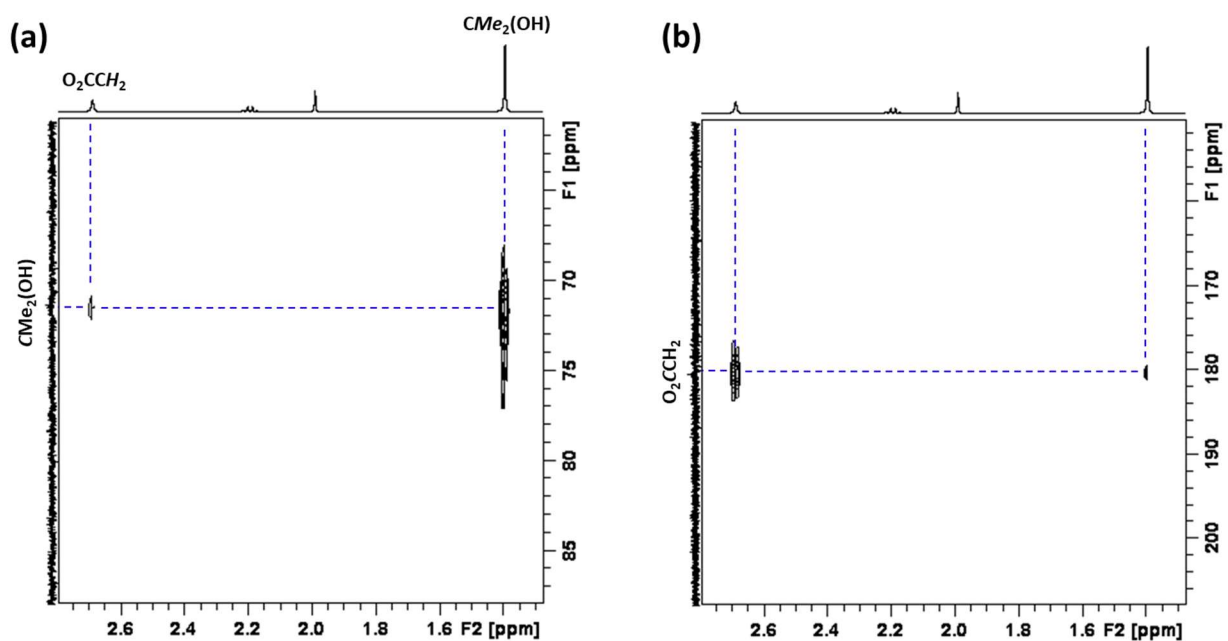 (a)
CMe₂(OH)
O₂CCH₂
CMe₂(OH)
70
75
80
85
F1 [ppm]
2.6 2.4 2.2 2.0 1.8 1.6 F2 [ppm]
(b)
O₂CCH₂
170
180
190
200
F1 [ppm]
2.6 2.4 2.2 2.0 1.8 1.6 F2 [ppm]